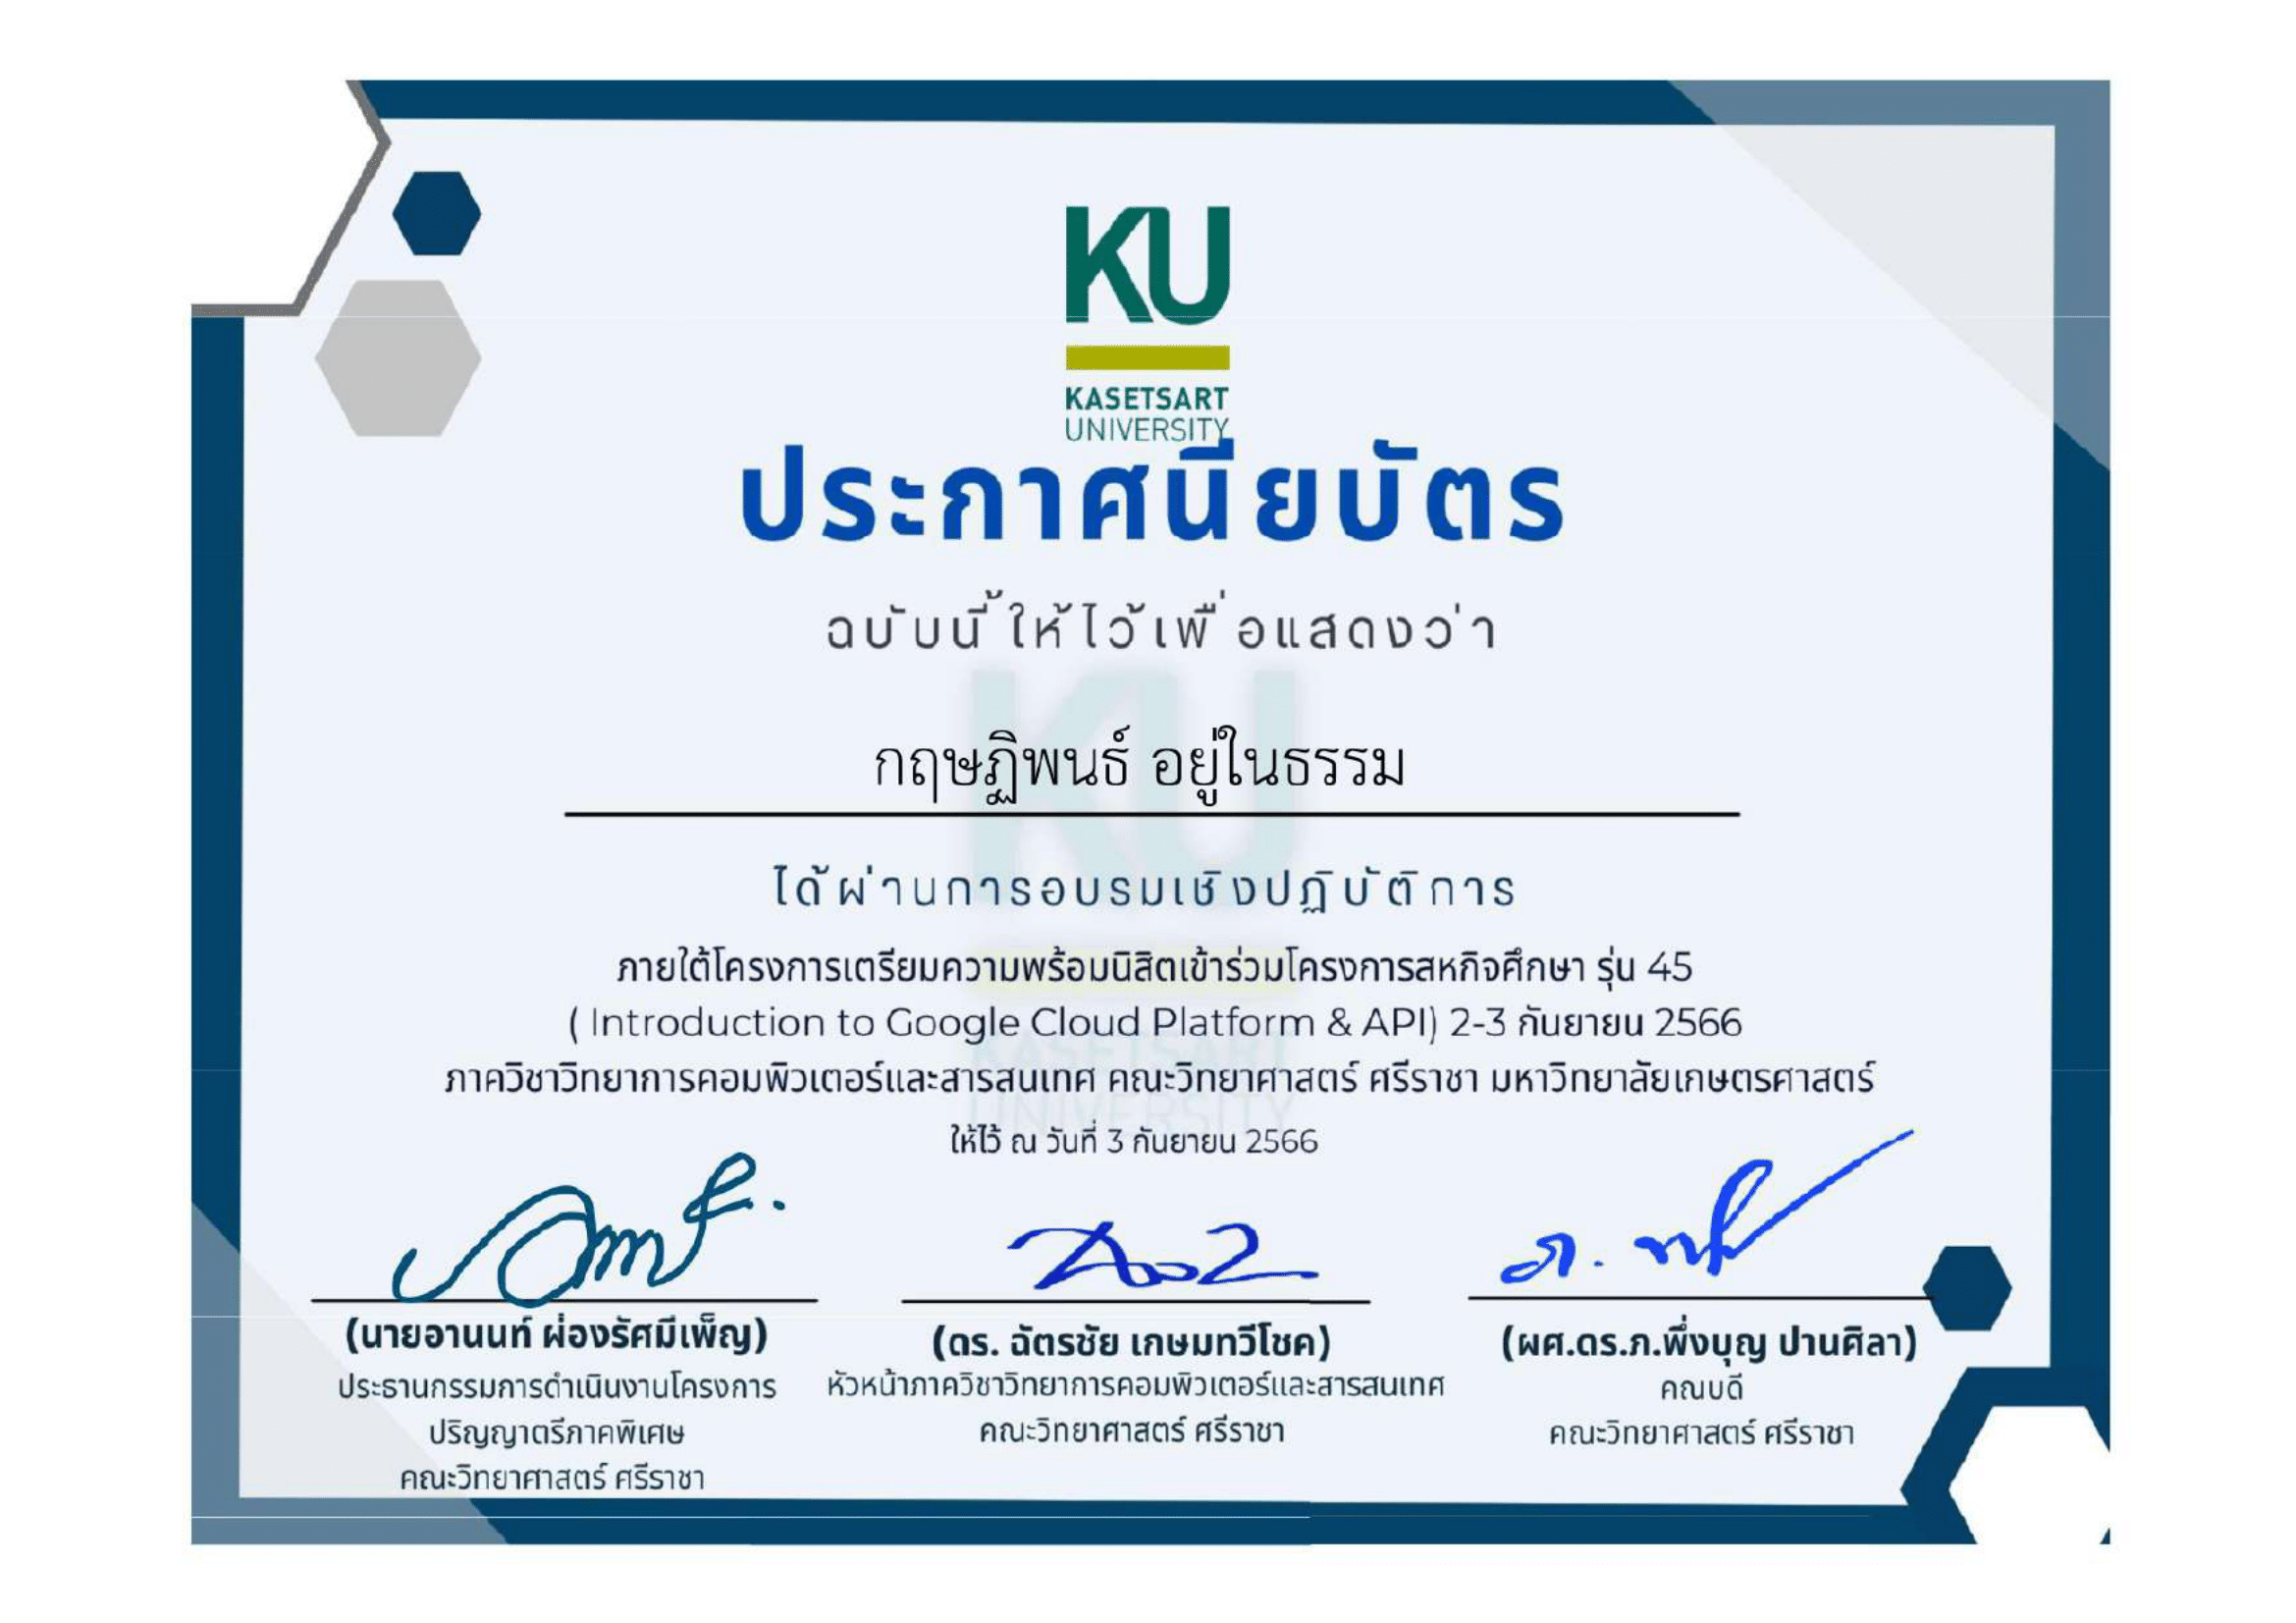 KU
KASETSART
UNIVERSITY
ประกาศนียบัตร
ฉบับนี้ให้ไว้เพื่อแสดงว่า
กฤษฏิพนธ์ อยู่ในธรรม
ได้ผ่านการอบรมเชิงปฏิบัติการ
ภายใต้โครงการเตรียมความพร้อมนิสิตเข้าร่วมโครงการสหกิจศึกษา รุ่น 45
( Introduction to Google Cloud Platform & API) 2-3 กันยายน 2566
ภาควิชาวิทยาการคอมพิวเตอร์และสารสนเทศ คณะวิทยาศาสตร์ ศรีราชา มหาวิทยาลัยเกษตรศาสตร์
ให้ไว้ ณ วันที่ 3 กันยายน 2566
(นายอานนท์ ผ่องรัศมีเพ็ญ)
ประธานกรรมการดำเนินงานโครงการ
ปริญญาตรีภาคพิเศษ
คณะวิทยาศาสตร์ ศรีราชา
(ดร. ฉัตรชัย เกษมทวีโชค)
หัวหน้าภาควิชาวิทยาการคอมพิวเตอร์และสารสนเทศ
คณะวิทยาศาสตร์ ศรีราชา
(ผศ.ดร.ภ.พึ่งบุญ ปานศิลา)
คณบดี
คณะวิทยาศาสตร์ ศรีราชา